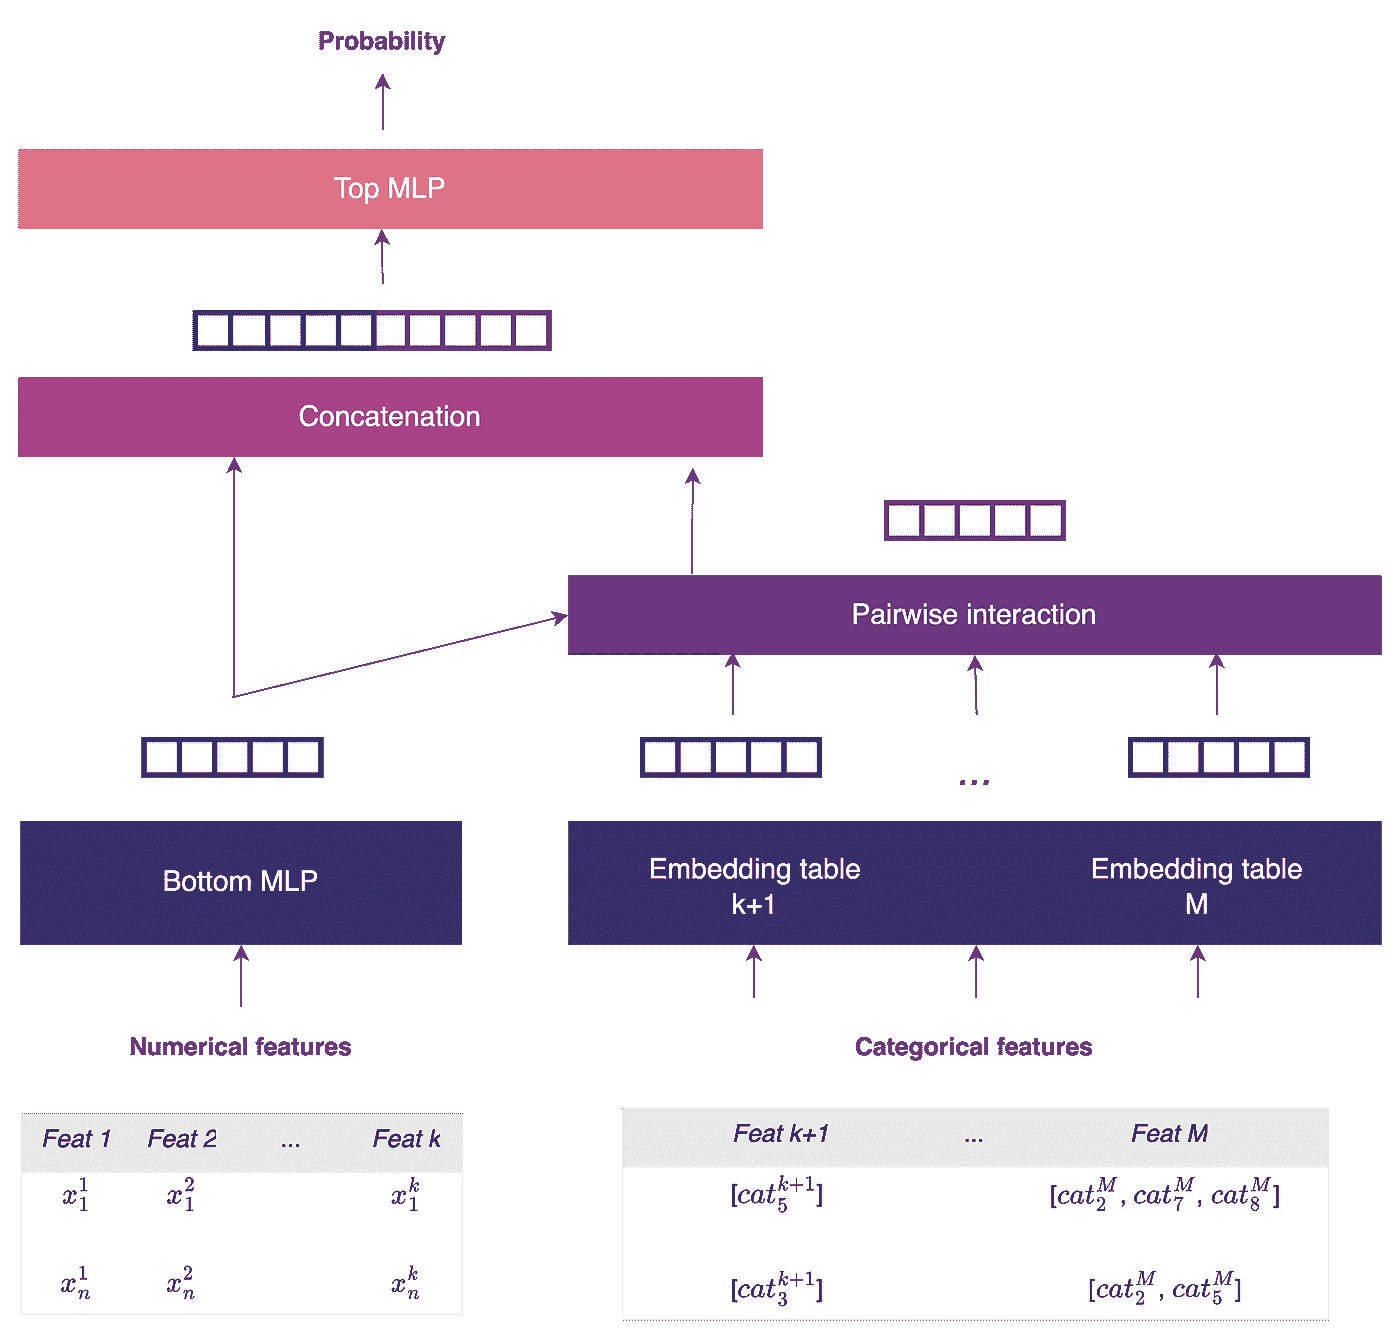 Probability
Top MLP
Concatenation
Pairwise interaction
...
Bottom MLP
Embedding table
k+1
Embedding table
M
Numerical features
Categorical features
Feat 1 Feat 2 ... Feat k
x_1^1 x_1^2 x_1^k
x_n^1 x_n^2 x_n^k
Feat k+1 ... Feat M
[cat_5^{k+1}] [cat_2^M, cat_7^M, cat_8^M]
[cat_3^{k+1}] [cat_2^M, cat_5^M]